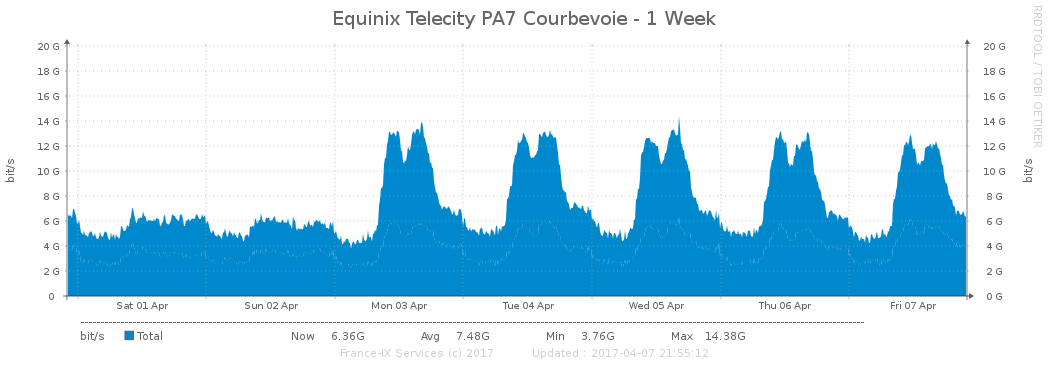 Equinix Telecity PA7 Courbevoie - 1 Week
RRDTOOL / TOBI OETIKER
bit/s
20 G 20 G
18 G 18 G
16 G 16 G
14 G 14 G
12 G 12 G
10 G 10 G
8 G 8 G
6 G 6 G
4 G 4 G
2 G 2 G
0 0 G
bit/s
Sat 01 Apr Sun 02 Apr Mon 03 Apr Tue 04 Apr Wed 05 Apr Thu 06 Apr Fri 07 Apr
bit/s Total Now 6.36G Avg 7.48G Min 3.76G Max 14.38G
France-IX Services (c) 2017 Updated : 2017-04-07 21:55:12